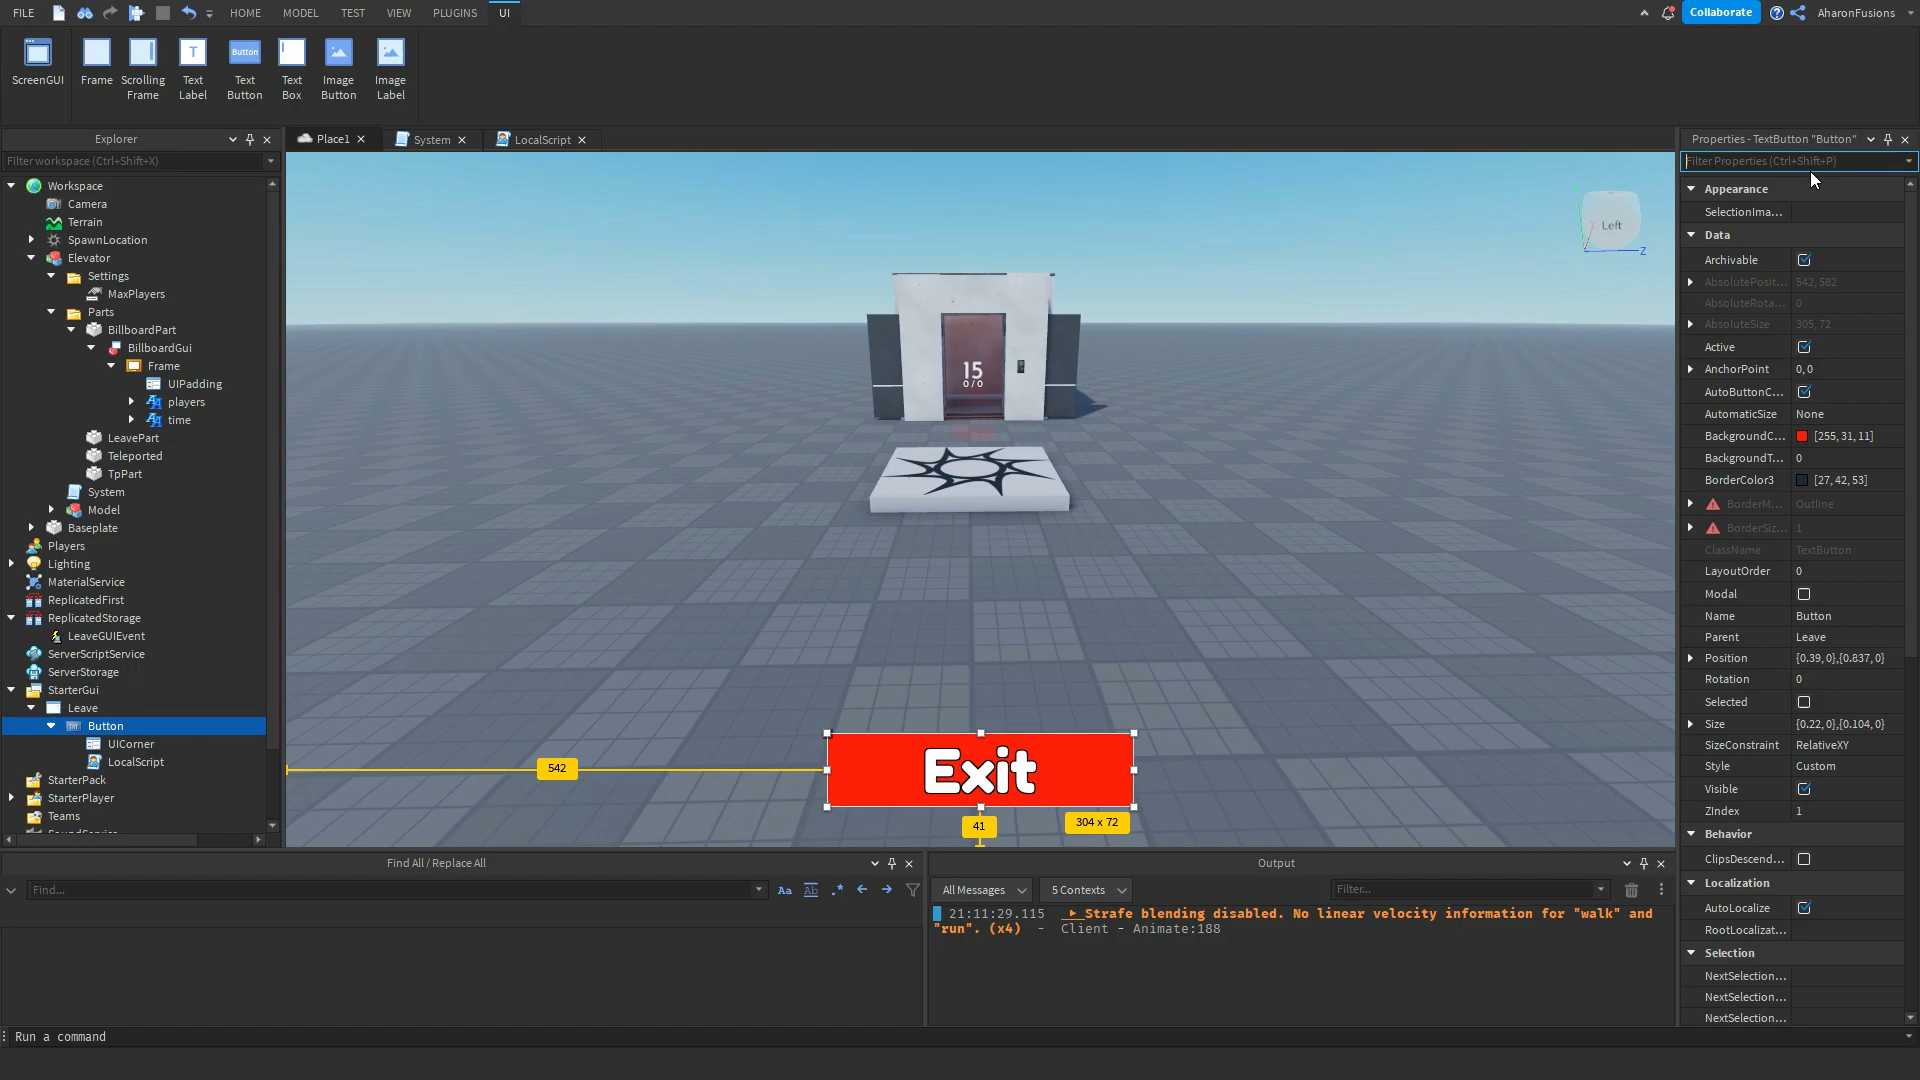 FILE
HOME
MODEL
TEST
VIEW
PLUGINS
UI
Collaborate
AharonFusions
ScreenGUI
Frame
Scrolling Frame
Text Label
Button
Text Button
Text Box
Image Button
Image Label
Explorer
Filter workspace (Ctrl+Shift+X)
Workspace
Camera
Terrain
SpawnLocation
Elevator
Settings
MaxPlayers
Parts
BillboardPart
BillboardGui
Frame
UIPadding
players
time
LeavePart
Teleported
TpPart
System
Model
Baseplate
Players
Lighting
MaterialService
ReplicatedFirst
ReplicatedStorage
LeaveGUIEvent
ServerScriptService
ServerStorage
StarterGui
Leave
Button
UICorner
LocalScript
StarterPack
StarterPlayer
Teams
SoundService
Place1
System
LocalScript
Left
Z
15
0/0
542
Exit
41
304 x 72
Properties - TextButton "Button"
Filter Properties (Ctrl+Shift+P)
Appearance
SelectionIma...
Data
Archivable
AbsolutePosit... 542, 582
AbsoluteRota... 0
AbsoluteSize 305, 72
Active
AnchorPoint 0, 0
AutoButtonC...
AutomaticSize None
BackgroundC... [255, 31, 11]
BackgroundT... 0
BorderColor3 [27, 42, 53]
BorderM... Outline
BorderSiz... 1
ClassName TextButton
LayoutOrder 0
Modal
Name Button
Parent Leave
Position {0.39, 0},{0.837, 0}
Rotation 0
Selected
Size {0.22, 0},{0.104, 0}
SizeConstraint RelativeXY
Style Custom
Visible
ZIndex 1
Behavior
ClipsDescend...
Localization
AutoLocalize
RootLocalizat...
Selection
NextSelection...
NextSelection...
NextSelection...
Find All / Replace All
Find...
Aa
Ab
.*
Output
All Messages
5 Contexts
Filter...
21:11:29.115 Strafe blending disabled. No linear velocity information for "walk" and
"run". (x4) - Client - Animate:188
Run a command